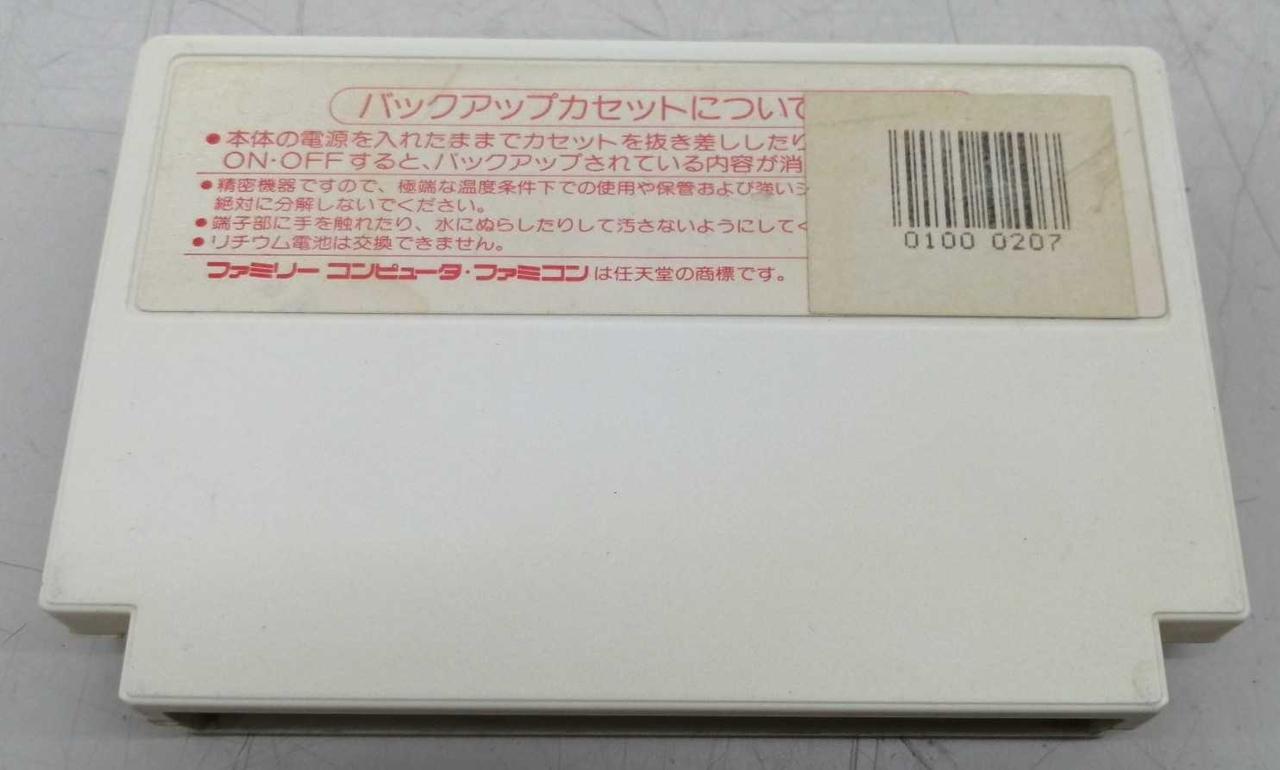 バックアップカセットについて
●本体の電源を入れたままでカセットを抜き差ししたり
ON・OFFすると、バックアップされている内容が消
●精密機器ですので、極端な温度条件下での使用や保管および強いシ
絶対に分解しないでください。
●端子部に手を触れたり、水にぬらしたりして汚さないようにしてく
●リチウム電池は交換できません。
ファミリー コンピュータ・ファミコンは任天堂の商標です。
0100 0207